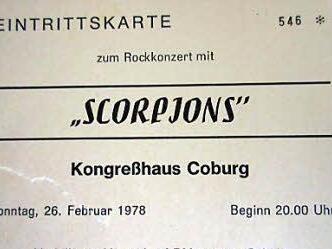 EINTRITTSKARTE 546 *
zum Rockkonzert mit
„SCORPIONS”
Kongreßhaus Coburg
onntag, 26. Februar 1978 Beginn 20.00 Uhr